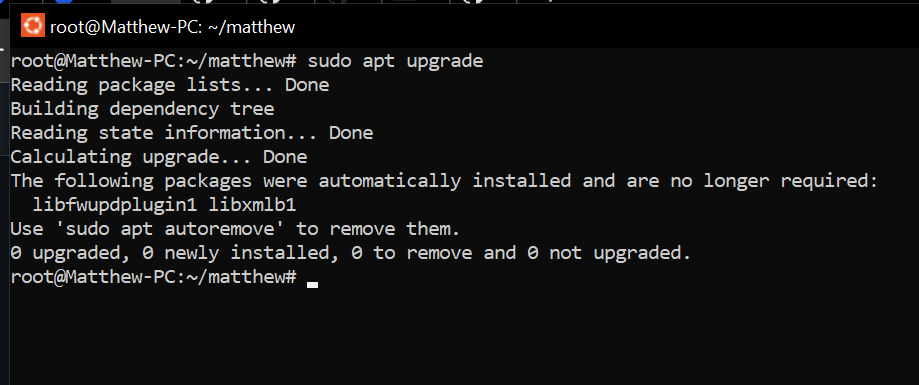 root@Matthew-PC: ~/matthew
root@Matthew-PC:~/matthew# sudo apt upgrade
Reading package lists... Done
Building dependency tree
Reading state information... Done
Calculating upgrade... Done
The following packages were automatically installed and are no longer required:
  libfwupdplugin1 libxmlb1
Use 'sudo apt autoremove' to remove them.
0 upgraded, 0 newly installed, 0 to remove and 0 not upgraded.
root@Matthew-PC:~/matthew#